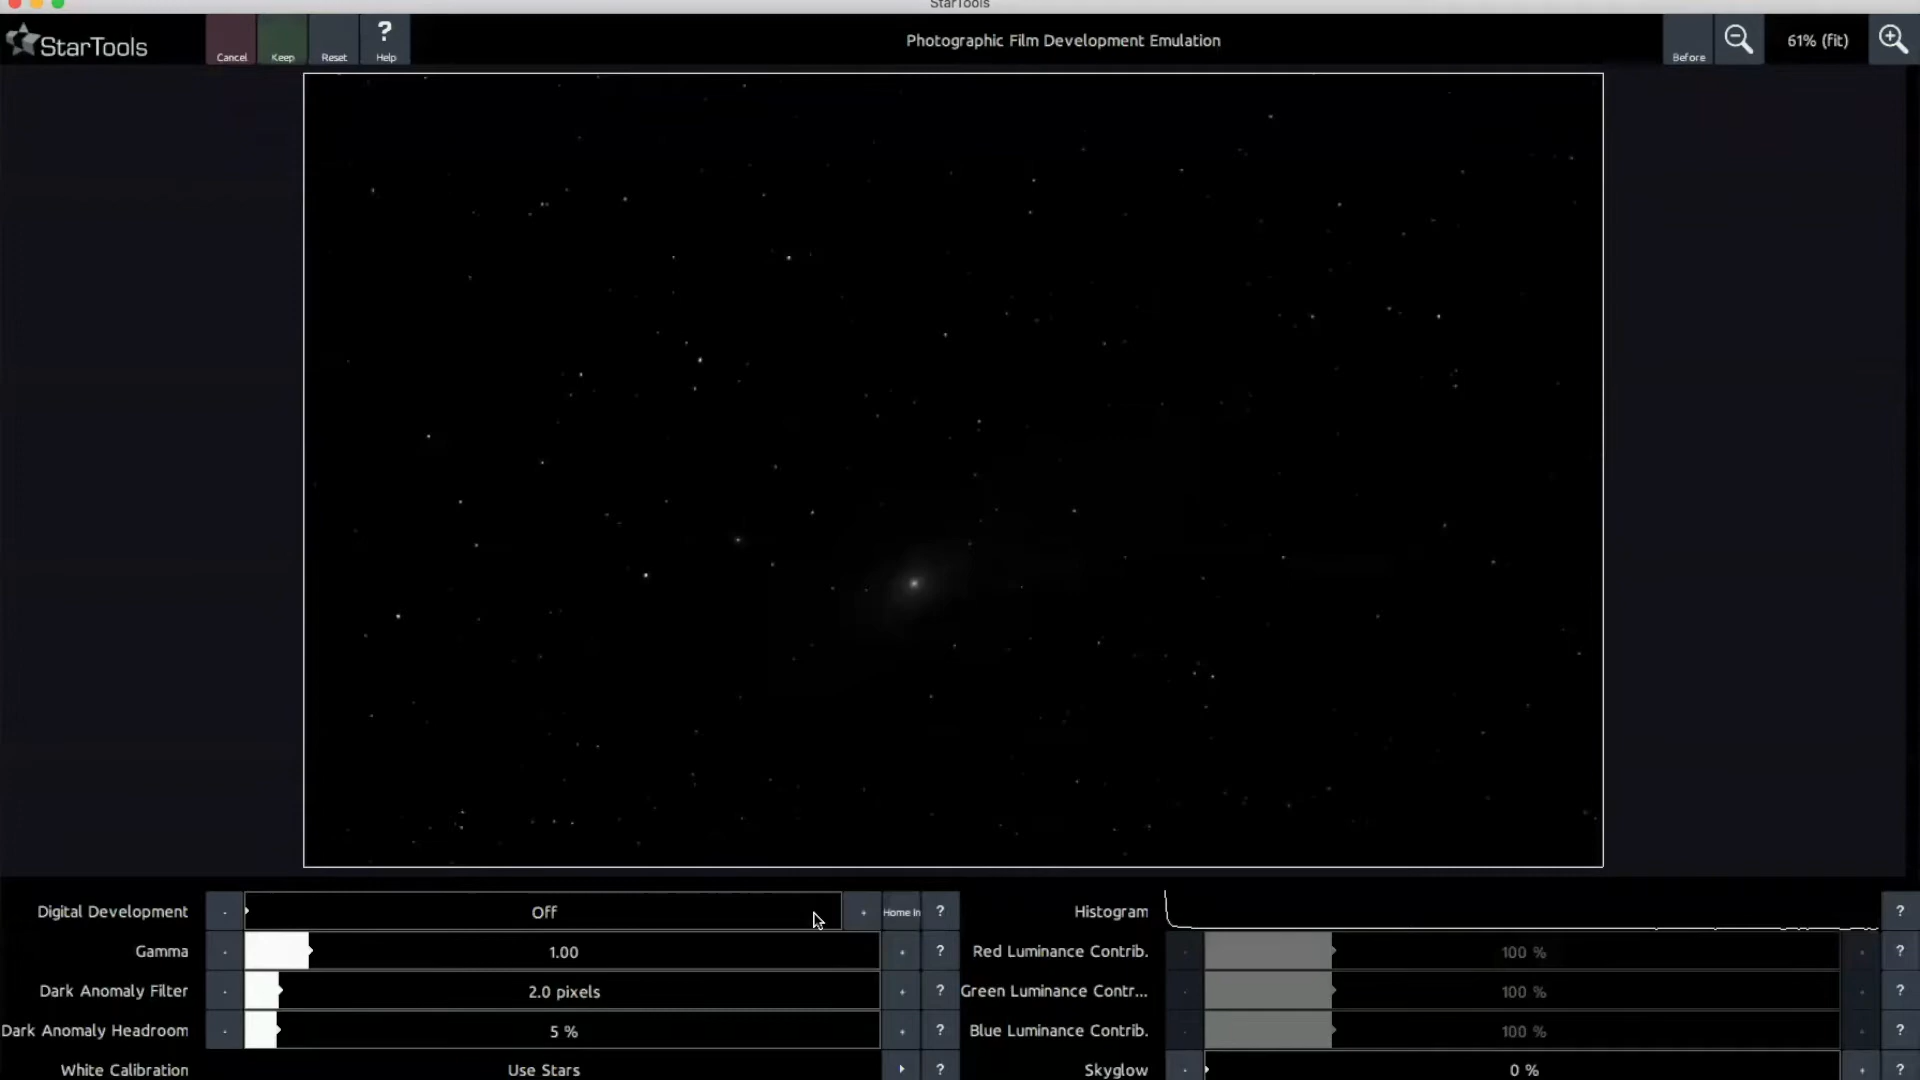 StarTools
StarTools
Cancel
Keep
Reset
?
Help
Photographic Film Development Emulation
Before
61% (fit)
Digital Development - Off + Home In ?
Gamma - 1.00 + ?
Dark Anomaly Filter - 2.0 pixels + ?
Dark Anomaly Headroom - 5 % + ?
White Calibration Use Stars ?
Histogram ?
Red Luminance Contrib. - 100 % + ?
Green Luminance Contr... - 100 % + ?
Blue Luminance Contrib. - 100 % + ?
Skyglow - 0 % + ?